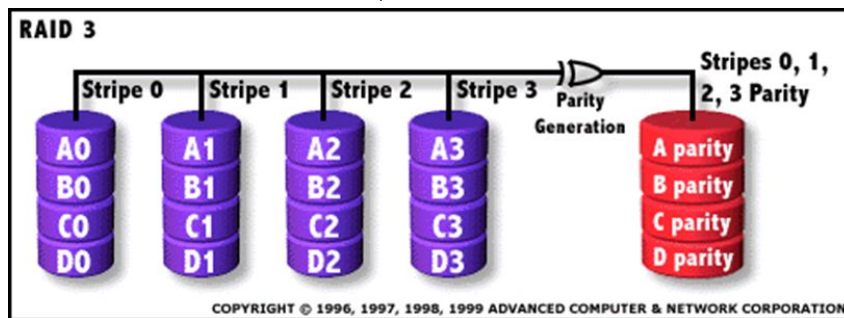 RAID 3
Stripe 0 Stripe 1 Stripe 2 Stripe 3
Parity
Generation
Stripes 0, 1,
2, 3 Parity
A0 A1 A2 A3 A parity
B0 B1 B2 B3 B parity
C0 C1 C2 C3 C parity
D0 D1 D2 D3 D parity
COPYRIGHT © 1996, 1997, 1998, 1999 ADVANCED COMPUTER & NETWORK CORPORATION